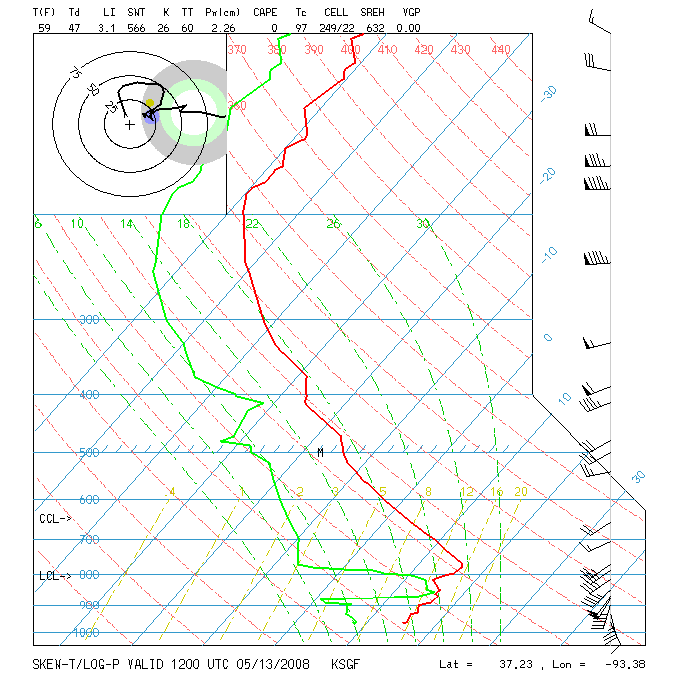 T(F) Td LI SWT K TT Pw(cm) CAPE Tc CELL SREH VGP
59 47 3.1 566 26 60 2.26 0 97 249/22 632 0.00
370 380 390 400 410 420 430 440
75
50
25
360
-30
-20
-10
0
10
30
6 10 14 18 22 26 30
300
400
500
M
600
.4 1 2 3 5 8 12 16 20
CCL->
700
LCL->
800
900
1000
SKEW-T/LOG-P VALID 1200 UTC 05/13/2008 KSGF Lat = 37.23 , Lon = -93.38